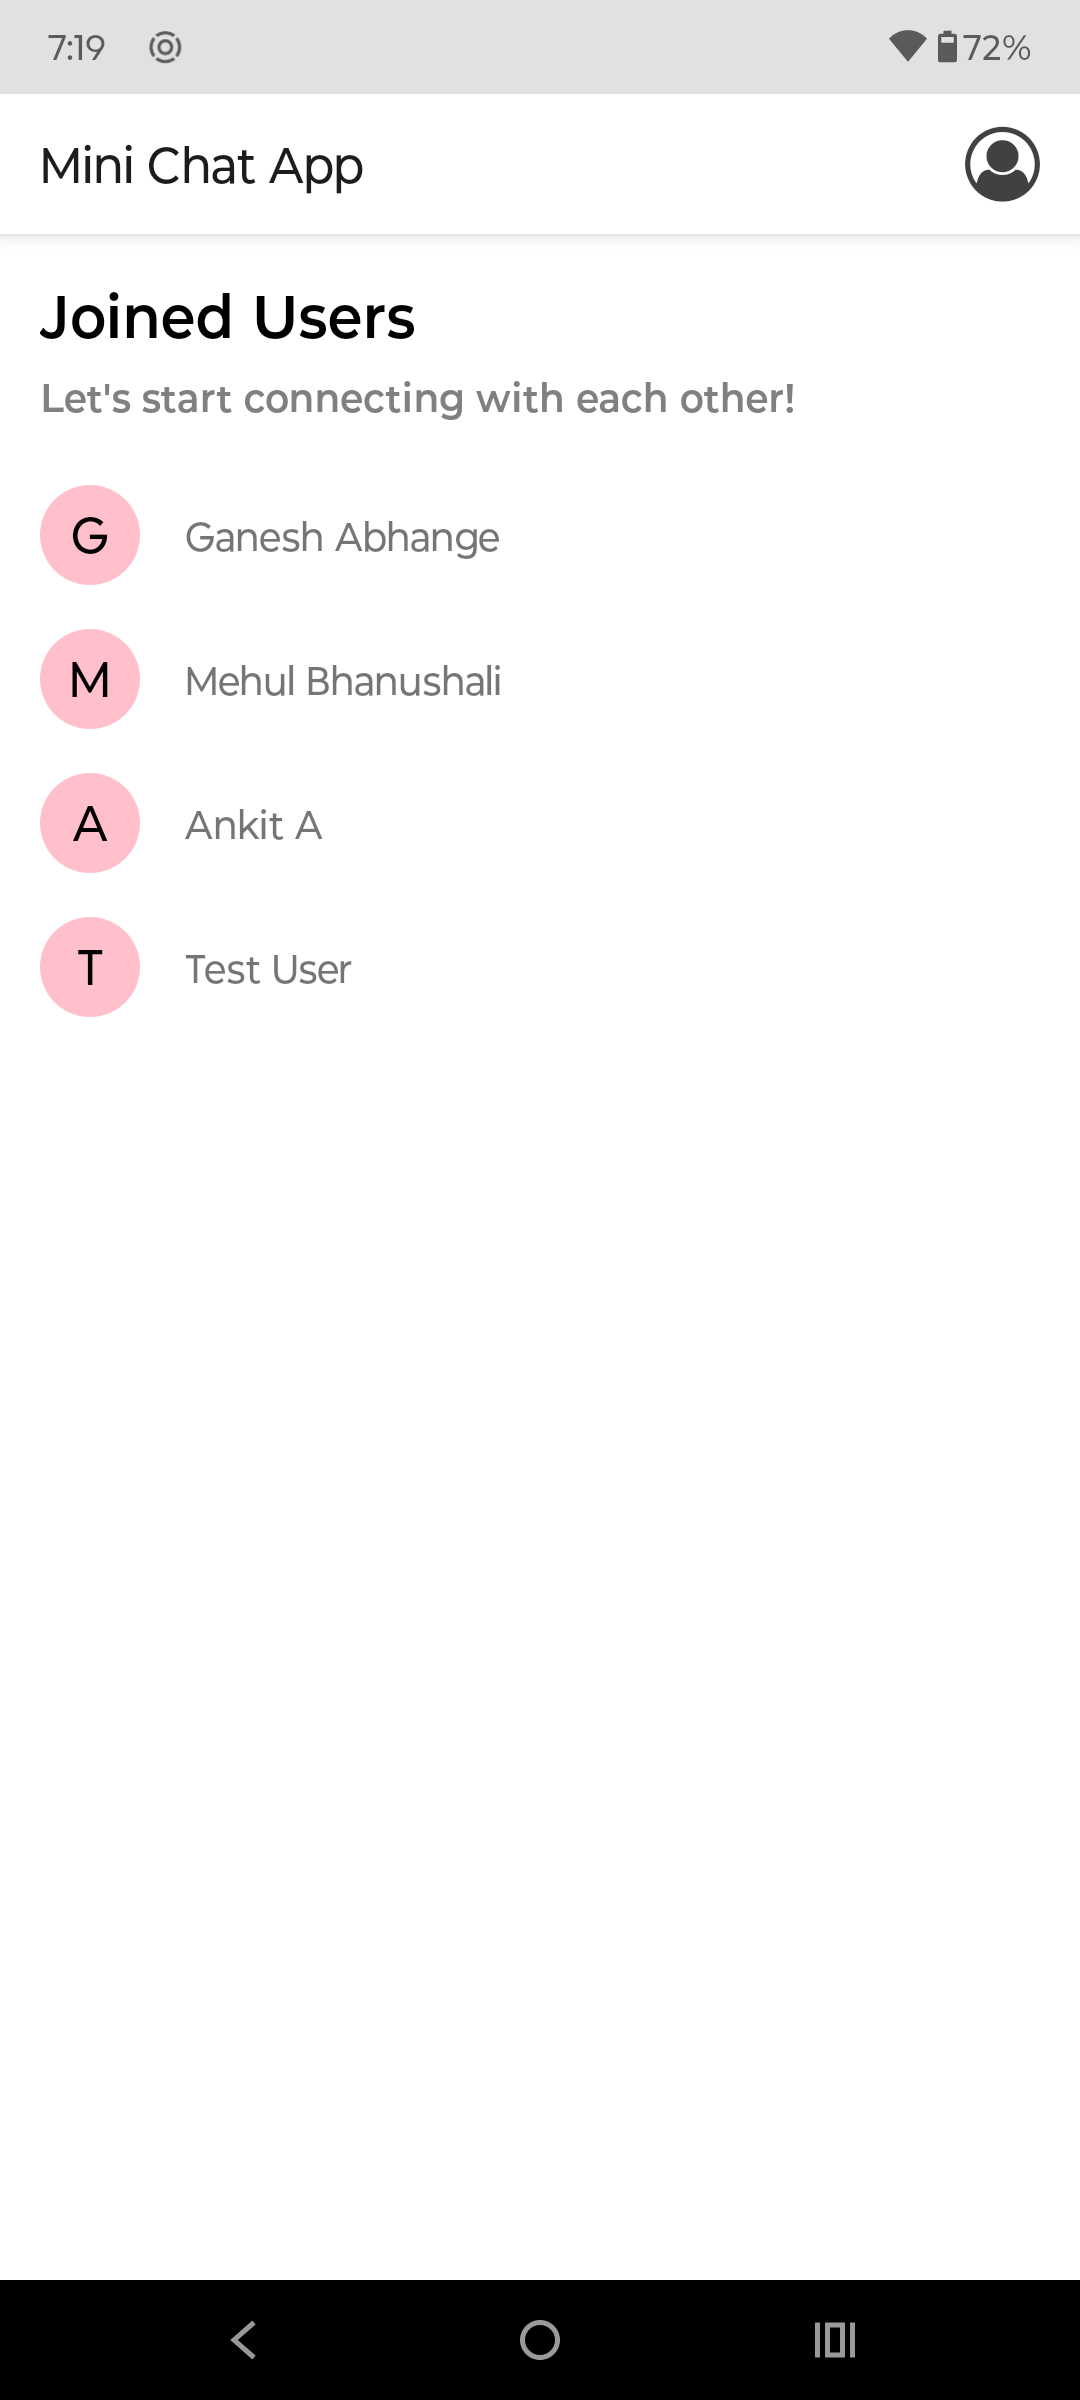 7:19 72%
Mini Chat App
Joined Users
Let's start connecting with each other!
G Ganesh Abhange
M Mehul Bhanushali
A Ankit A
T Test User